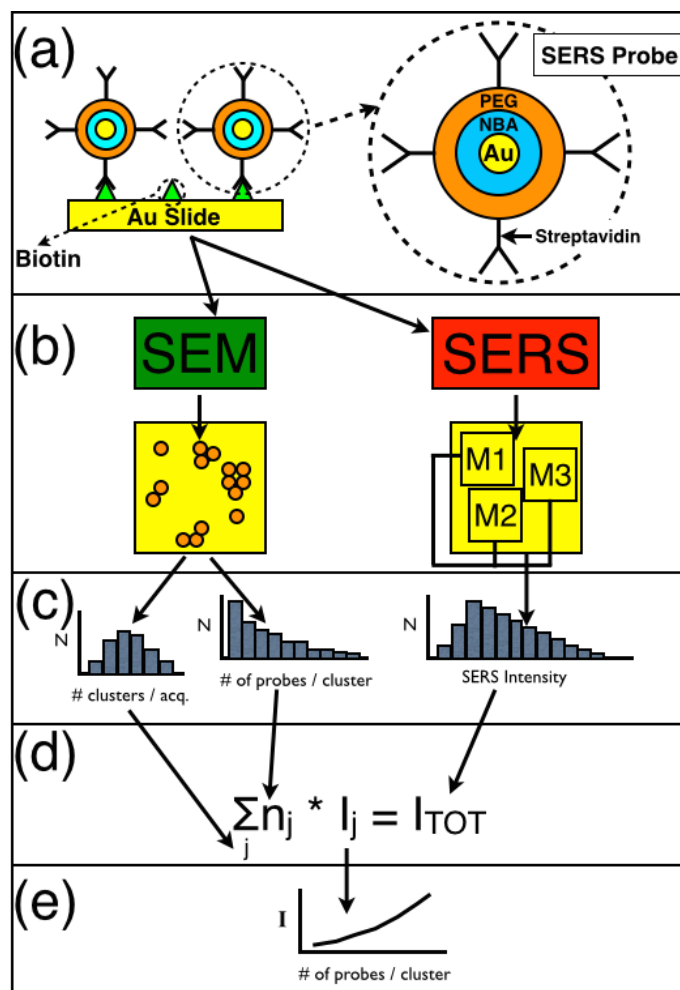 (a)
SERS Probe
PEG
NBA
Au
Au Slide
Biotin
Streptavidin
(b)
SEM
SERS
M1
M3
M2
(c)
N
# clusters / acq.
N
# of probes / cluster
N
SERS Intensity
(d)
Σnj * Ij = ITOT
j
(e)
I
# of probes / cluster